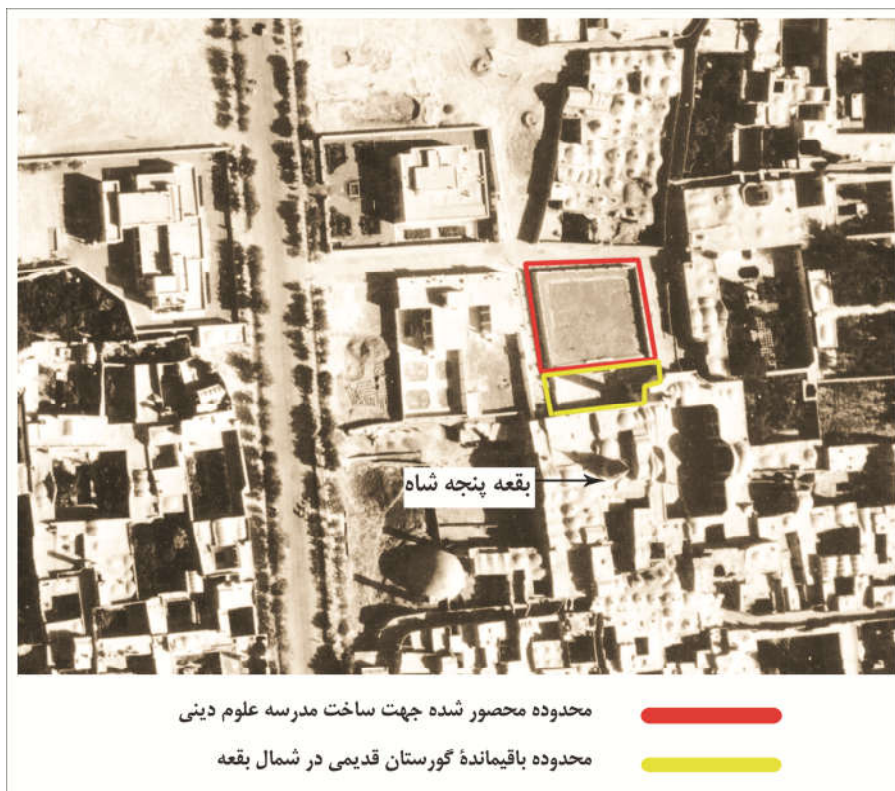 بقعه پنجه شاه
محدوده محصور شده جهت ساخت مدرسه علوم دینی
محدوده باقیماندهٔ گورستان قدیمی در شمال بقعه